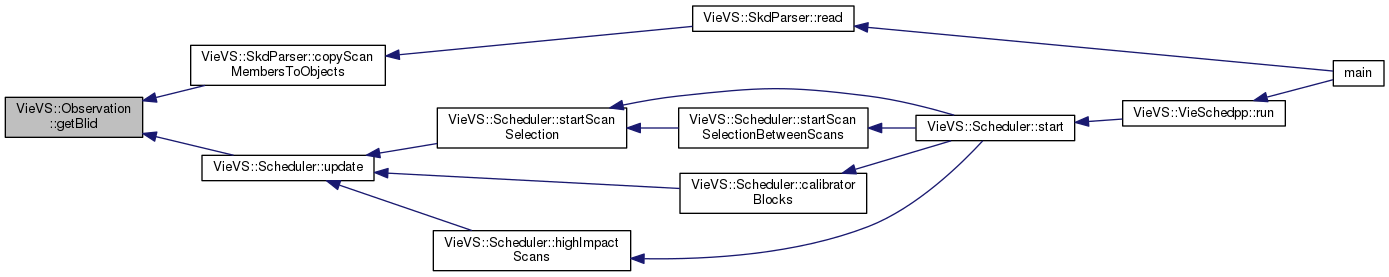 VieVS::Observation
::getBlid
VieVS::SkdParser::copyScan
MembersToObjects
VieVS::SkdParser::read
main
VieVS::Scheduler::update
VieVS::Scheduler::startScan
Selection
VieVS::Scheduler::startScan
SelectionBetweenScans
VieVS::Scheduler::start
VieVS::VieSchedpp::run
VieVS::Scheduler::calibrator
Blocks
VieVS::Scheduler::highImpact
Scans